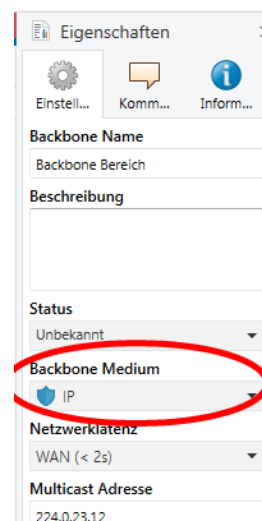 Eigenschaften
Einstell...
Komm...
Inform...
Backbone Name
Backbone Bereich
Beschreibung
Status
Unbekannt
Backbone Medium
IP
Netzwerklatenz
WAN (< 2s)
Multicast Adresse
224.0.23.12